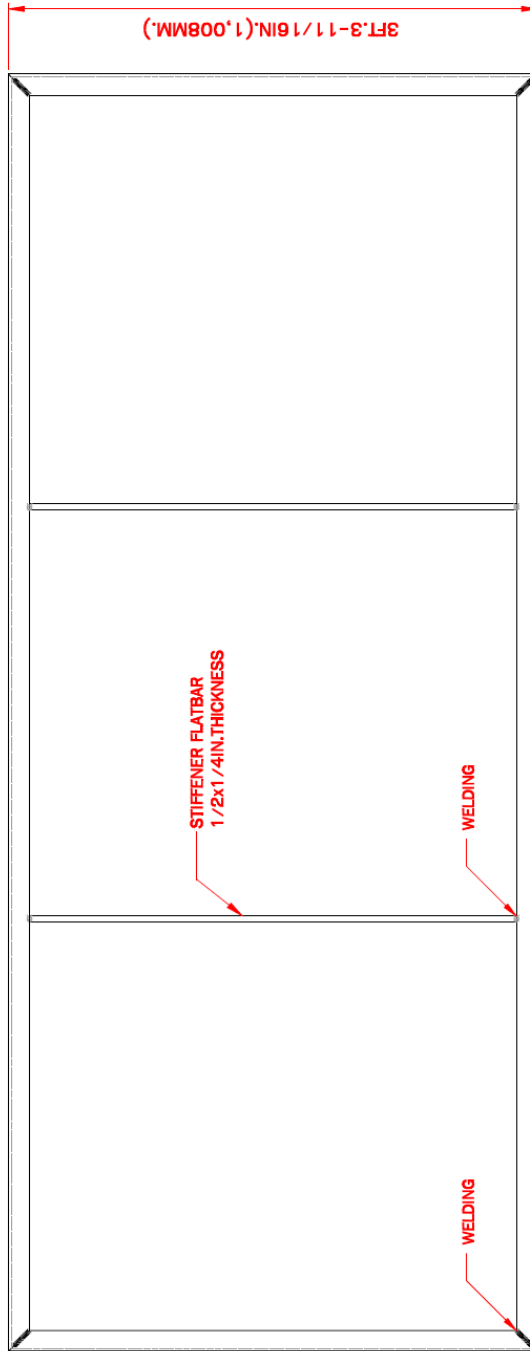 3FT.3-11/16IN.(1,008MM.)
STIFFENER FLATBAR
1/2x1/4IN.THICKNESS
WELDING
WELDING